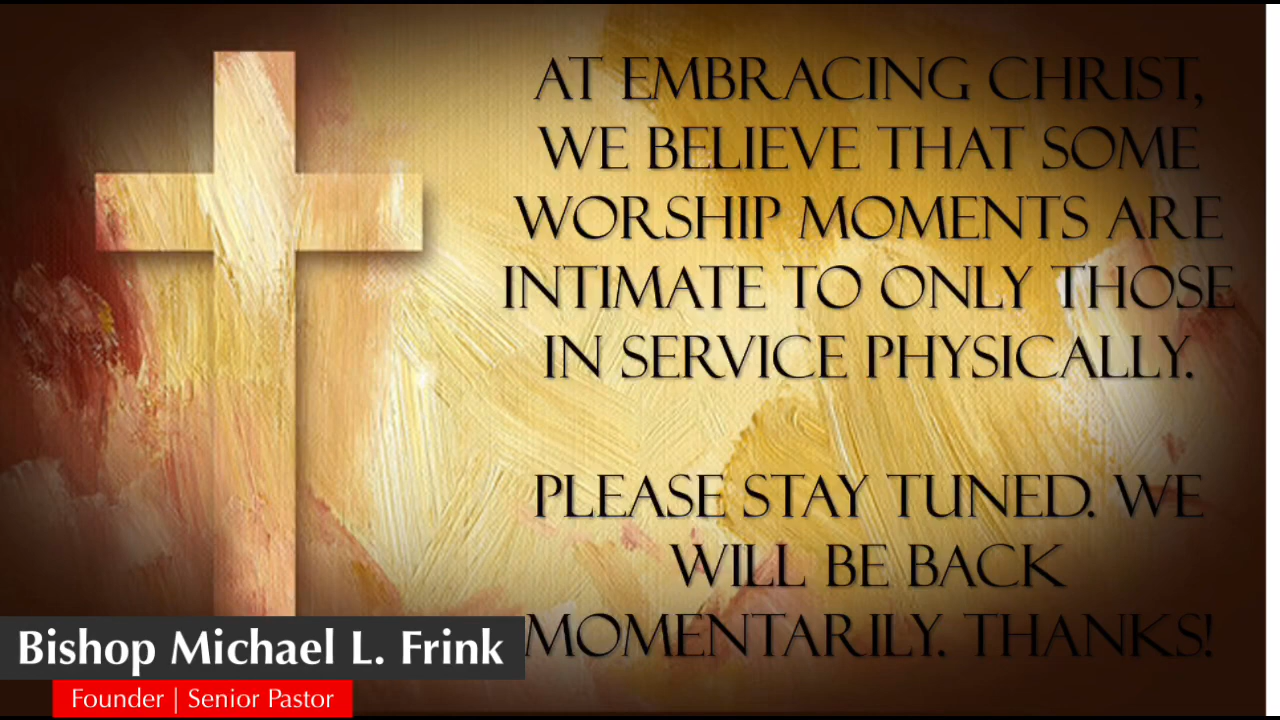 AT EMBRACING CHRIST,
WE BELIEVE THAT SOME
WORSHIP MOMENTS ARE
INTIMATE TO ONLY THOSE
IN SERVICE PHYSICALLY.
PLEASE STAY TUNED. WE
WILL BE BACK
MOMENTARILY. THANKS!
Bishop Michael L. Frink
Founder | Senior Pastor